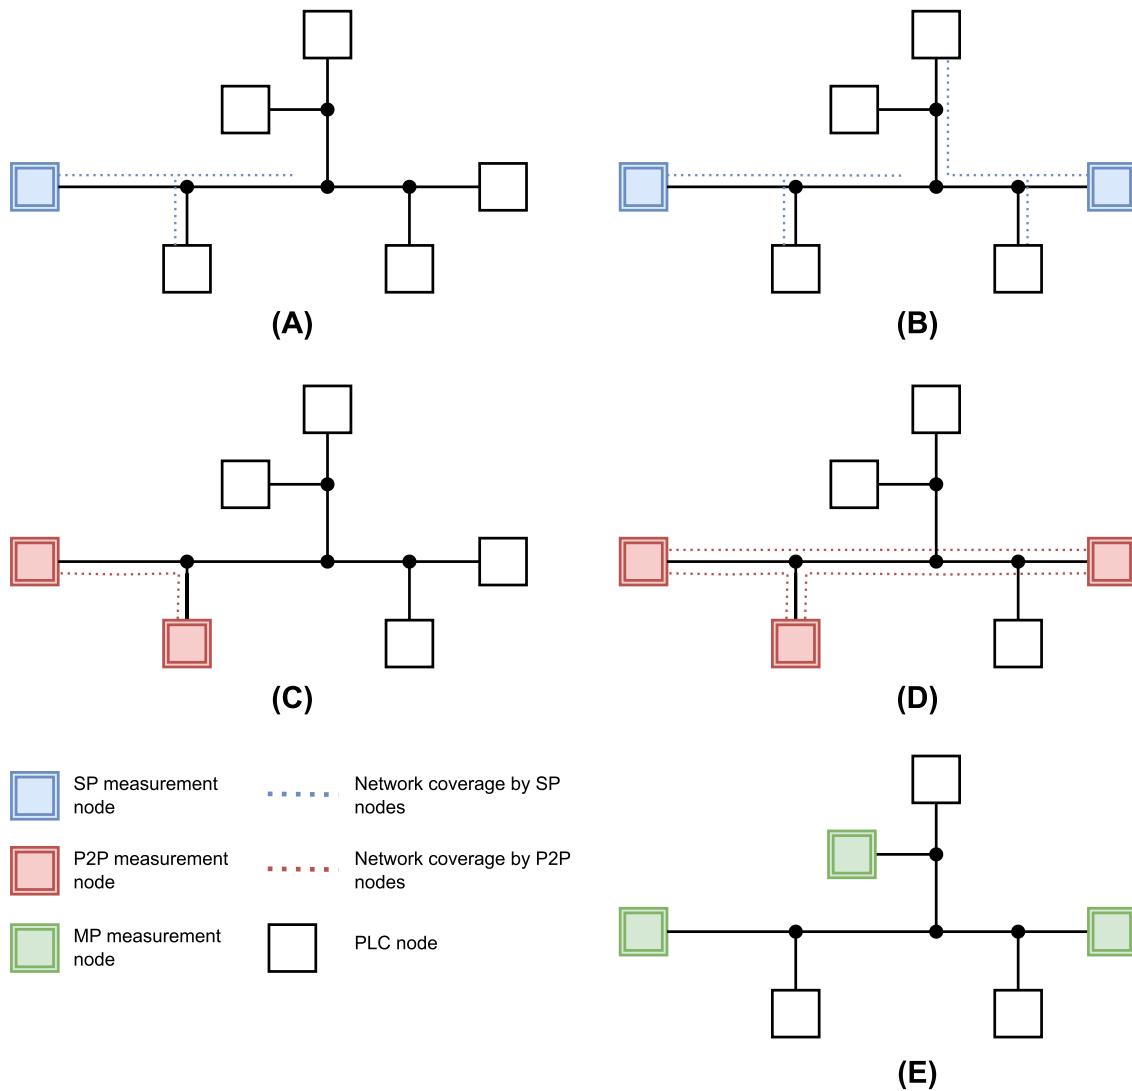 (A)
(B)
(C)
(D)
SP measurement
node
Network coverage by SP
nodes
P2P measurement
node
Network coverage by P2P
nodes
MP measurement
node
PLC node
(E)